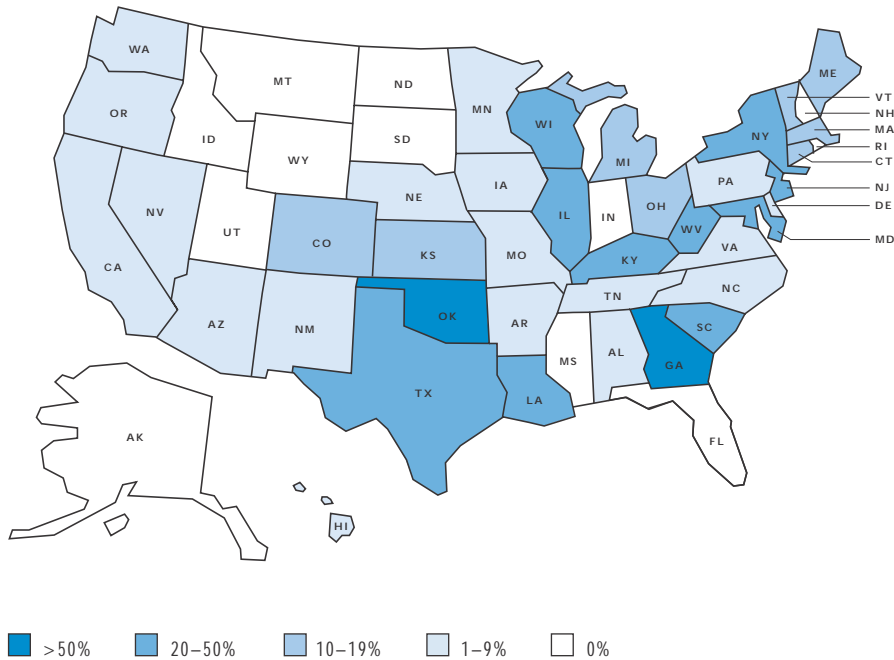 WA
MT
ND
MN
ME
VT
NH
MA
RI
CT
NJ
DE
MD
OR
ID
SD
WI
NY
MI
WY
NE
IA
PA
NV
UT
CO
KS
IL
IN
OH
WV
VA
CA
MO
KY
NC
AZ
NM
OK
AR
TN
SC
TX
LA
MS
AL
GA
AK
FL
HI
>50%
20–50%
10–19%
1–9%
0%